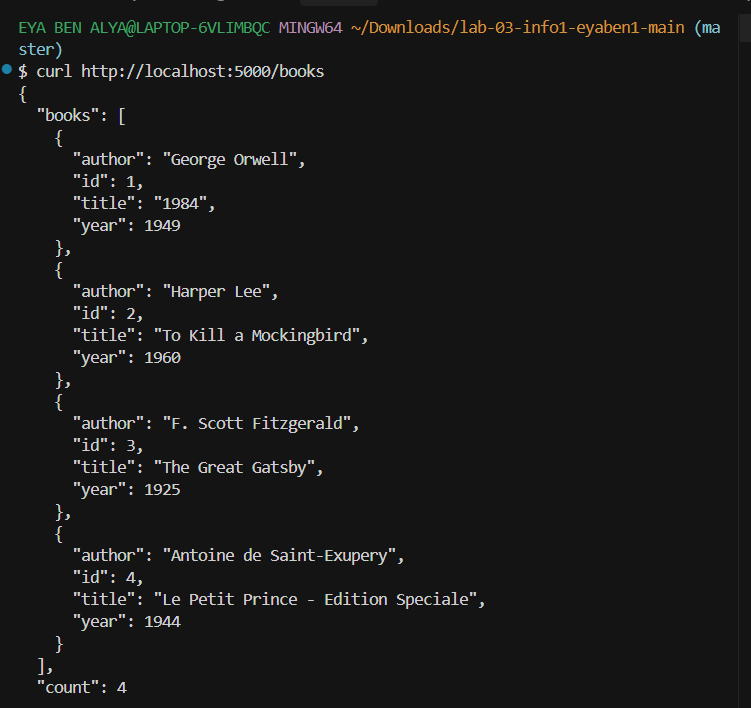 EYA BEN ALYA@LAPTOP-6VLIMBQC MINGW64 ~/Downloads/lab-03-info1-eyaben1-main (ma
ster)
$ curl http://localhost:5000/books
{
  "books": [
    {
      "author": "George Orwell",
      "id": 1,
      "title": "1984",
      "year": 1949
    },
    {
      "author": "Harper Lee",
      "id": 2,
      "title": "To Kill a Mockingbird",
      "year": 1960
    },
    {
      "author": "F. Scott Fitzgerald",
      "id": 3,
      "title": "The Great Gatsby",
      "year": 1925
    },
    {
      "author": "Antoine de Saint-Exupery",
      "id": 4,
      "title": "Le Petit Prince - Edition Speciale",
      "year": 1944
    }
  ],
  "count": 4